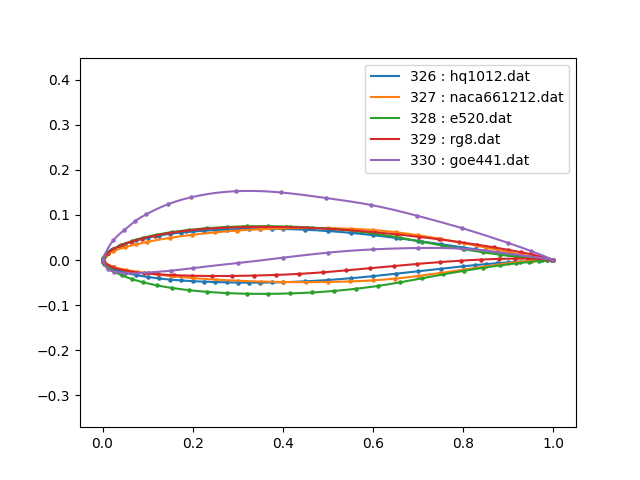 0.4
0.3
0.2
0.1
0.0
−0.1
−0.2
−0.3
0.0 0.2 0.4 0.6 0.8 1.0
326 : hq1012.dat
327 : naca661212.dat
328 : e520.dat
329 : rg8.dat
330 : goe441.dat